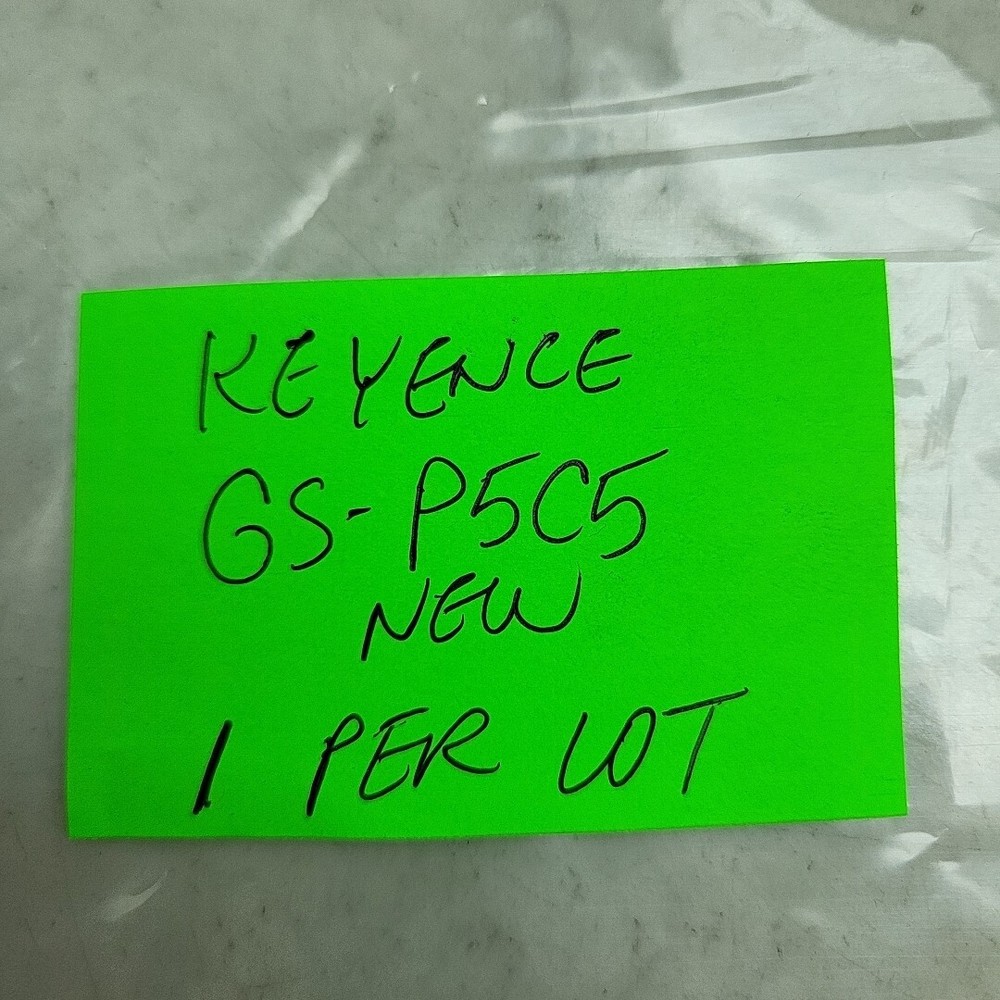 KEYENCE
GS-P5C5
NEW
1 PER LOT